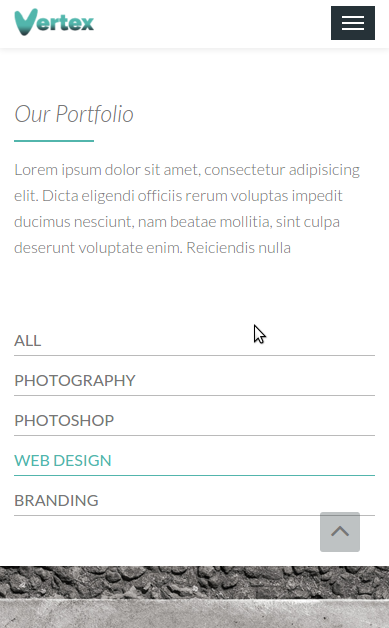 Vertex
Our Portfolio
Lorem ipsum dolor sit amet, consectetur adipisicing
elit. Dicta eligendi officiis rerum voluptas impedit
ducimus nesciunt, nam beatae mollitia, sint culpa
deserunt voluptate enim. Reiciendis nulla
ALL
PHOTOGRAPHY
PHOTOSHOP
WEB DESIGN
BRANDING